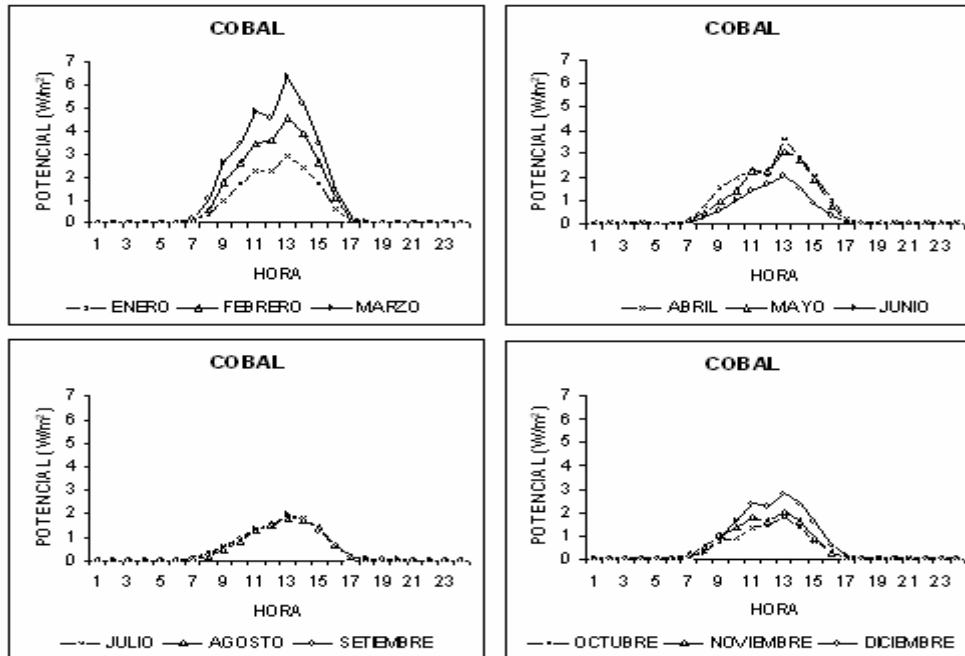 COBAL
POTENCIAL (W/m²)
7
6
5
4
3
2
1
0
1 3 5 7 9 11 13 15 17 19 21 23
HORA
ENERO FEBRERO MARZO
COBAL
POTENCIAL (W/m²)
7
6
5
4
3
2
1
0
1 3 5 7 9 11 13 15 17 19 21 23
HORA
ABRIL MAYO JUNIO
COBAL
POTENCIAL (W/m²)
7
6
5
4
3
2
1
0
1 3 5 7 9 11 13 15 17 19 21 23
HORA
JULIO AGOSTO SETIEMBRE
COBAL
POTENCIAL (W/m²)
7
6
5
4
3
2
1
0
1 3 5 7 9 11 13 15 17 19 21 23
HORA
OCTUBRE NOVIEMBRE DICIEMBRE